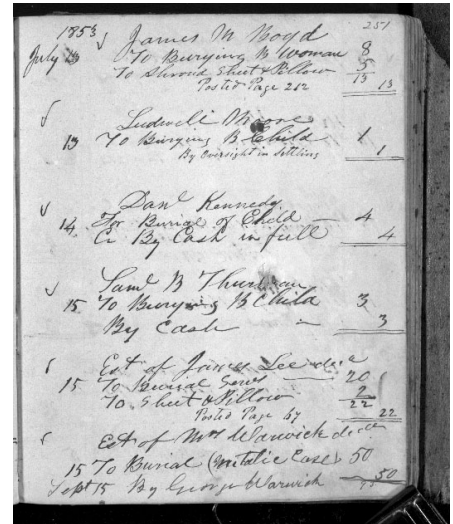 251
1853 James M Boyd
July 13 To Burying B Woman 8
To Shroud Sheet & Pillow 5
Posted Page 212 13 13
Ludwell Moore
13 To Burying B Child 1
By Oversight in Settling 1
Danl Kennedy
14 For Burial of Child 4
Cr By Cash in full 4
Saml B Thurman
15 To Burying B Child 3
By Cash 3
Est of James Lee decd
15 To Burial Serv 20
To Sheet & Pillow 2
Posted Page 67 22 22
Est of Mrs Warwick decd
15 To Burial (Metalic Case) 50
Sept 15 By George Warwick 50